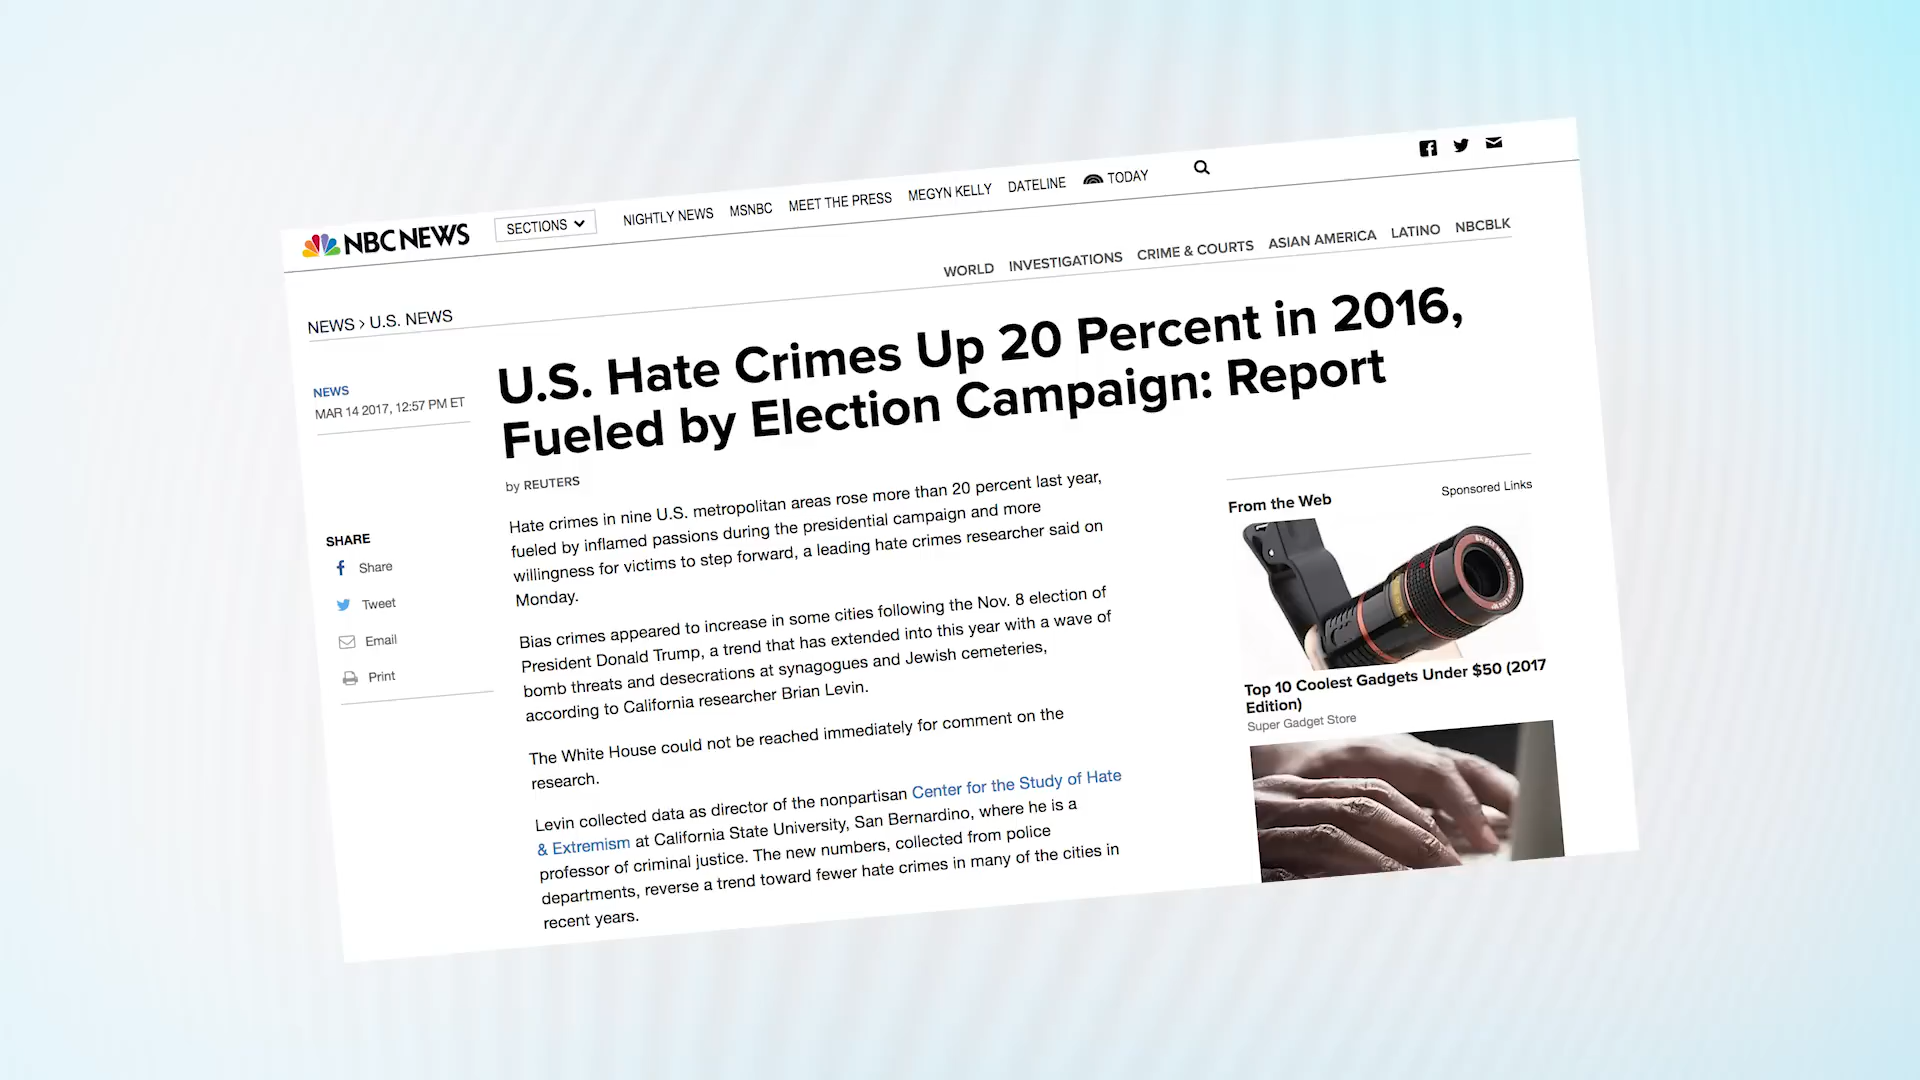 NBC NEWS
SECTIONS
NIGHTLY NEWS MSNBC MEET THE PRESS MEGYN KELLY DATELINE TODAY
WORLD INVESTIGATIONS CRIME & COURTS ASIAN AMERICA LATINO NBCBLK
NEWS > U.S. NEWS
NEWS
MAR 14 2017, 12:57 PM ET
U.S. Hate Crimes Up 20 Percent in 2016,
Fueled by Election Campaign: Report
by REUTERS
SHARE
Share
Tweet
Email
Print
Hate crimes in nine U.S. metropolitan areas rose more than 20 percent last year,
fueled by inflamed passions during the presidential campaign and more
willingness for victims to step forward, a leading hate crimes researcher said on
Monday.
Bias crimes appeared to increase in some cities following the Nov. 8 election of
President Donald Trump, a trend that has extended into this year with a wave of
bomb threats and desecrations at synagogues and Jewish cemeteries,
according to California researcher Brian Levin.
The White House could not be reached immediately for comment on the
research.
Levin collected data as director of the nonpartisan Center for the Study of Hate
& Extremism at California State University, San Bernardino, where he is a
professor of criminal justice. The new numbers, collected from police
departments, reverse a trend toward fewer hate crimes in many of the cities in
recent years.
From the Web
Sponsored Links
Top 10 Coolest Gadgets Under $50 (2017
Edition)
Super Gadget Store